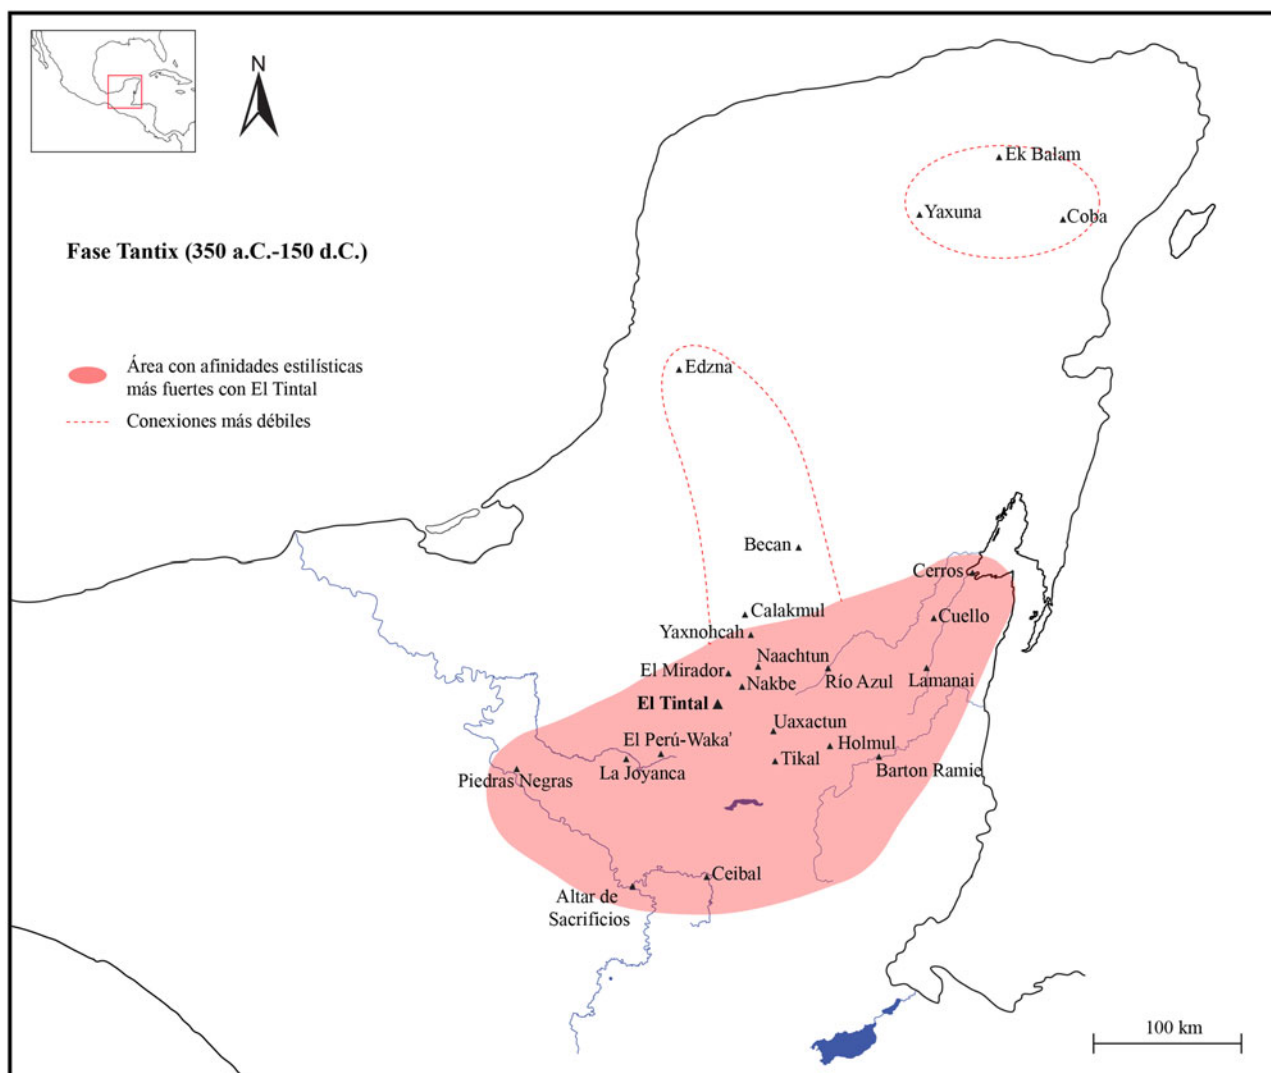 N
Ek Balam
Yaxuna
Coba
Fase Tantix (350 a.C.-150 d.C.)
Área con afinidades estilísticas
más fuertes con El Tintal
Conexiones más débiles
Edzna
Becan
Cerros
Calakmul
Cuello
Yaxnohcah
Naachtun
El Mirador
Río Azul
Lamanai
Nakbe
El Tintal
Uaxactun
El Perú-Waka'
Holmul
Tikal
Barton Ramie
La Joyanca
Piedras Negras
Ceibal
Altar de
Sacrificios
100 km